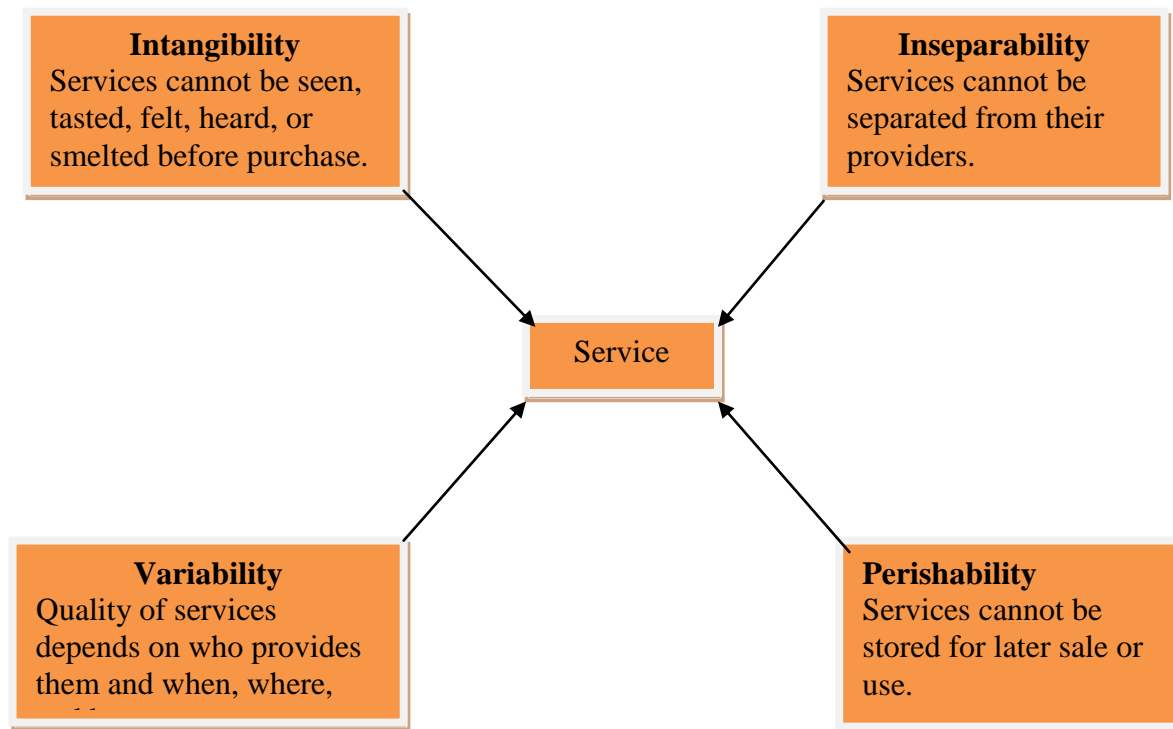 Intangibility
Services cannot be seen,
tasted, felt, heard, or
smelted before purchase.
Inseparability
Services cannot be
separated from their
providers.
Service
Variability
Quality of services
depends on who provides
them and when, where,
Perishability
Services cannot be
stored for later sale or
use.